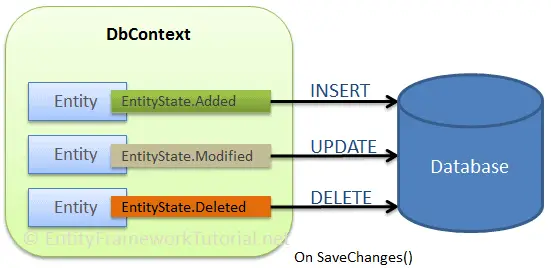 DbContext
Entity EntityState.Added INSERT
Entity EntityState.Modified UPDATE
Database
Entity EntityState.Deleted DELETE
© EntityFrameworkTutorial.net
On SaveChanges()